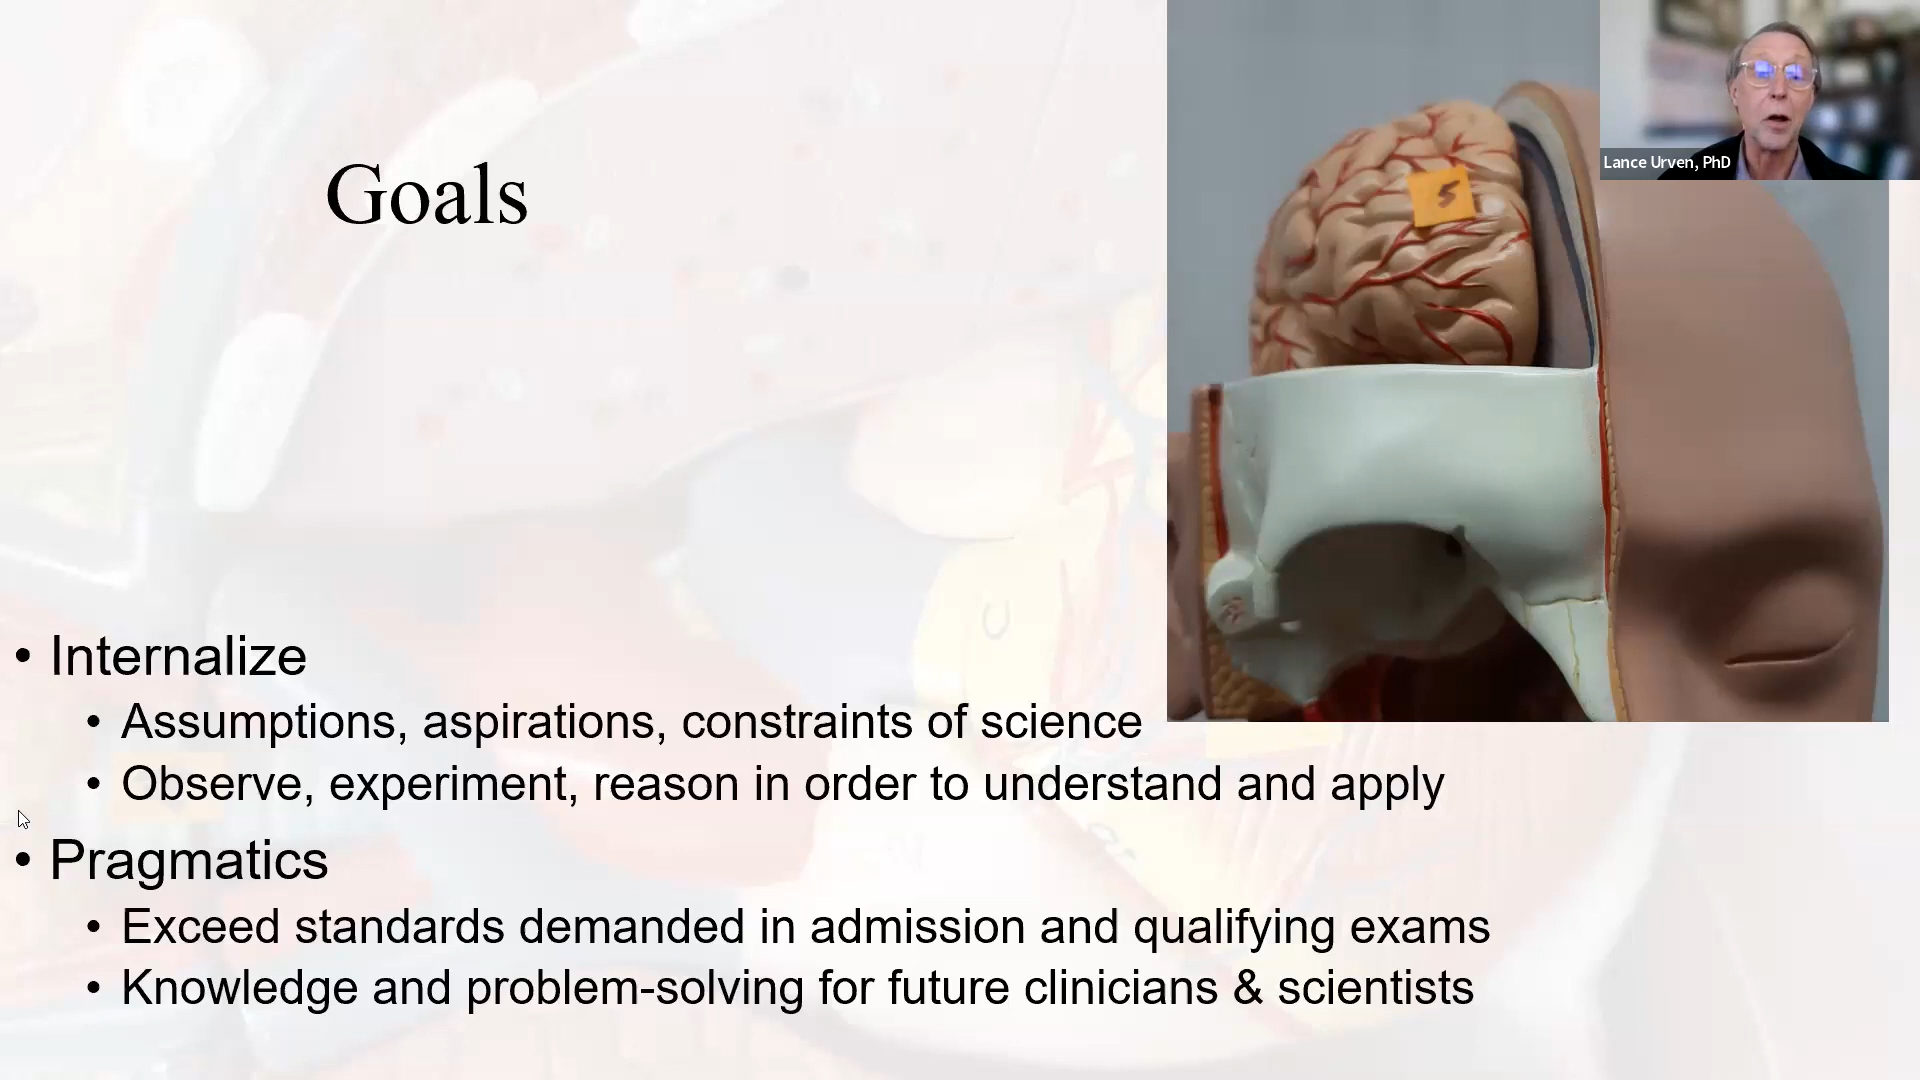 Goals
Lance Urven, PhD
5
• Internalize
• Assumptions, aspirations, constraints of science
• Observe, experiment, reason in order to understand and apply
• Pragmatics
• Exceed standards demanded in admission and qualifying exams
• Knowledge and problem-solving for future clinicians & scientists